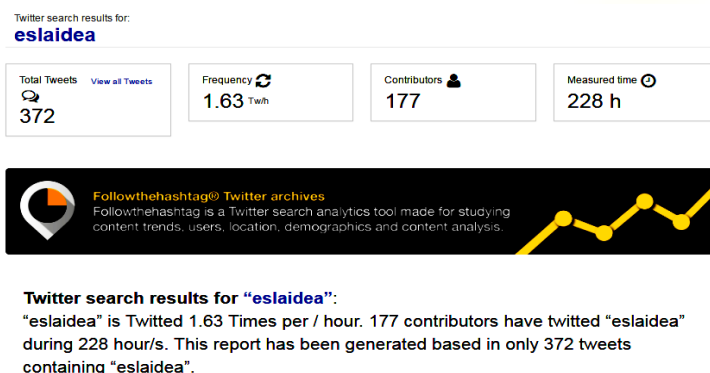 Twitter search results for:
eslaidea
Total Tweets View all Tweets
372
Frequency
1.63 Tw/h
Contributors
177
Measured time
228 h
Followthehashtag® Twitter archives
Followthehashtag is a Twitter search analytics tool made for studying
content trends, users, location, demographics and content analysis.
Twitter search results for “eslaidea”:
“eslaidea” is Twitted 1.63 Times per / hour. 177 contributors have twitted “eslaidea”
during 228 hour/s. This report has been generated based in only 372 tweets
containing “eslaidea”.